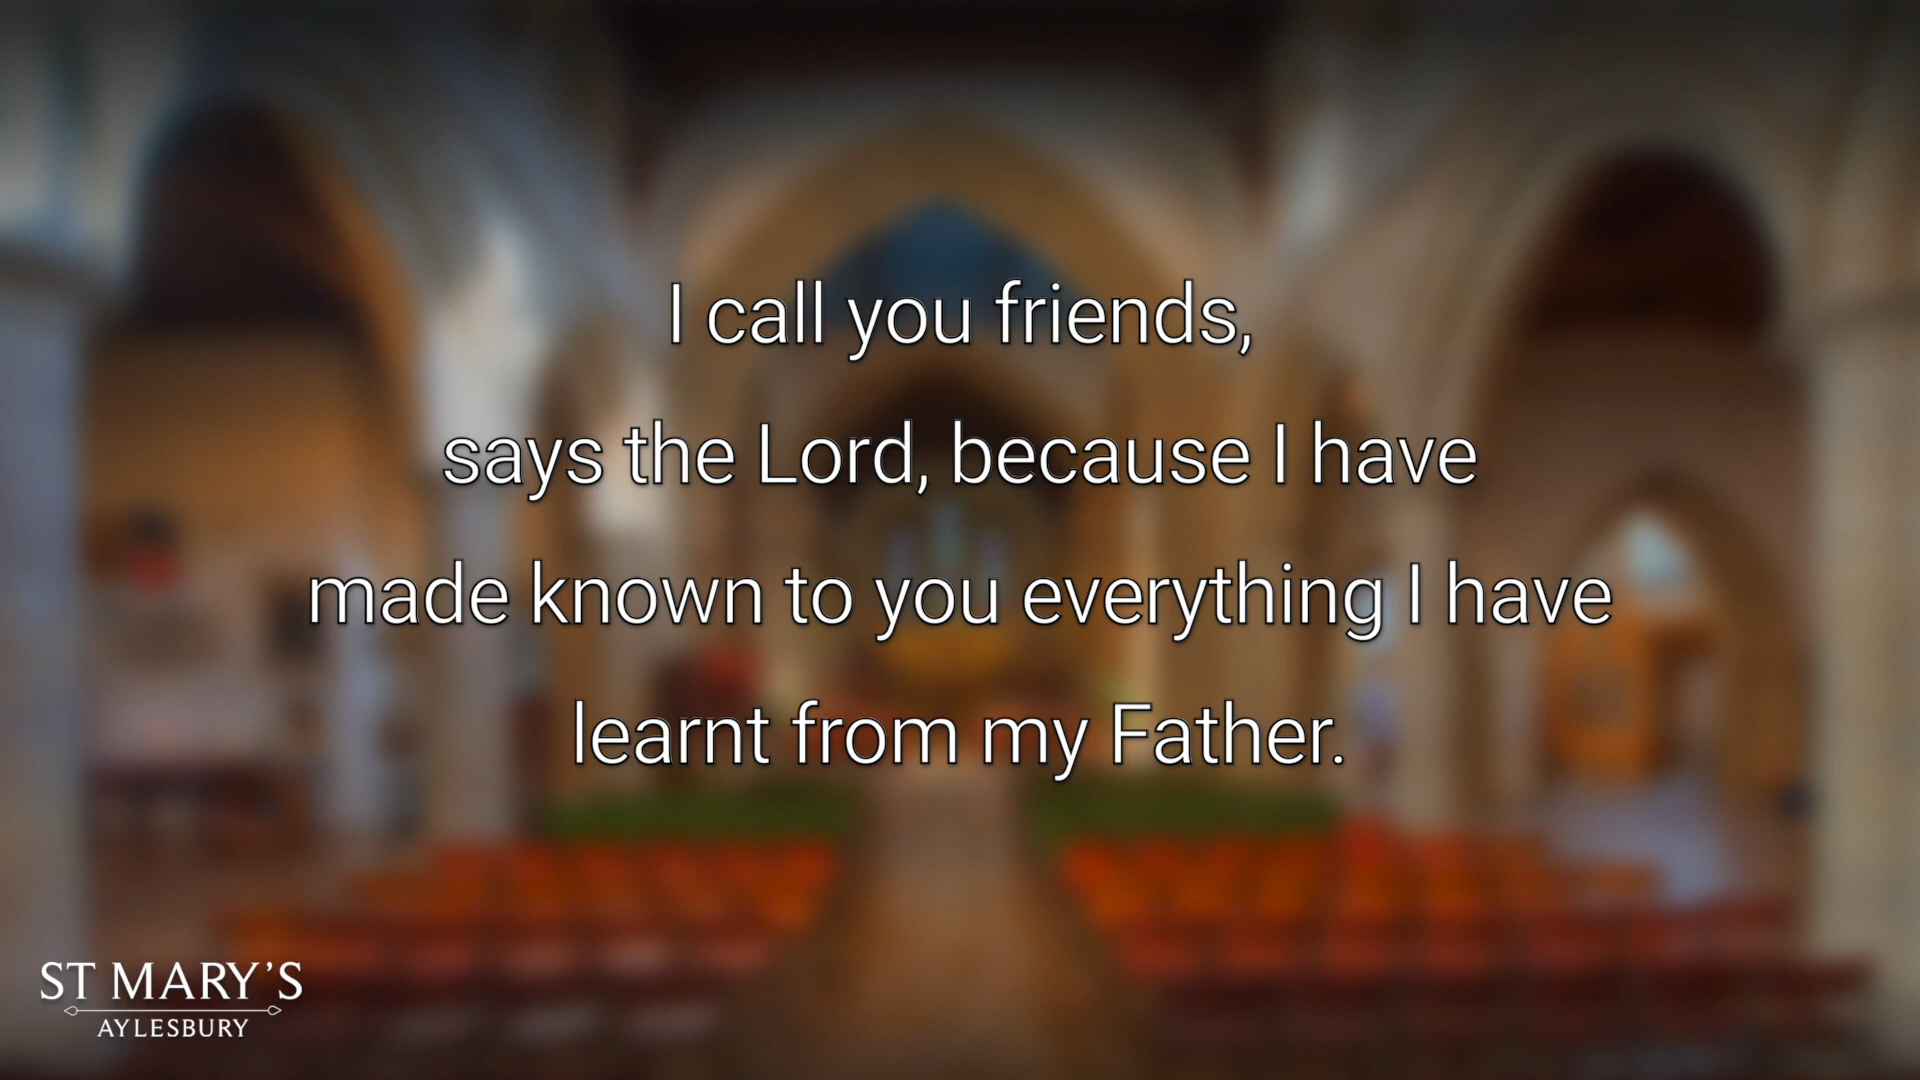 I call you friends,
says the Lord, because I have
made known to you everything I have
learnt from my Father.
ST MARY'S
AYLESBURY